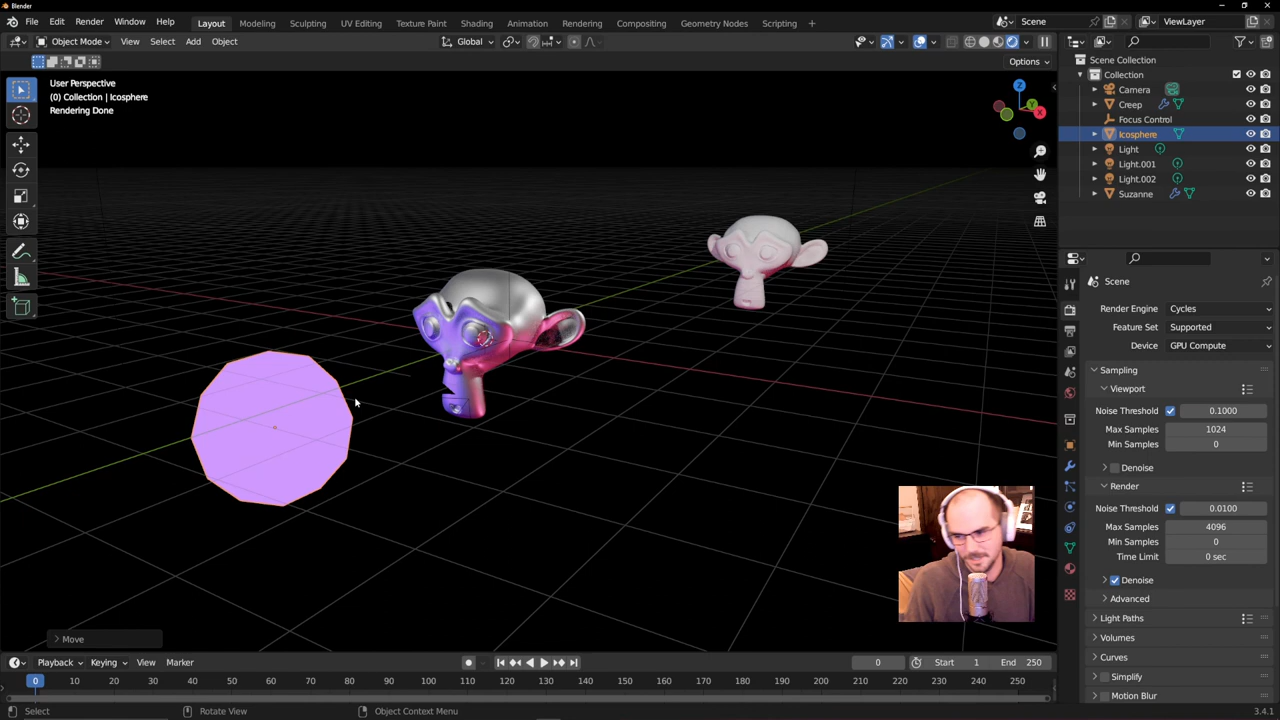 Blender
File Edit Render Window Help Layout Modeling Sculpting UV Editing Texture Paint Shading Animation Rendering Compositing Geometry Nodes Scripting + Scene ViewLayer
Object Mode View Select Add Object Global
Options
User Perspective
(0) Collection | Icosphere
Rendering Done
Z
Y
X
Move
Scene Collection
Collection
Camera
Creep
Focus Control
Icosphere
Light
Light.001
Light.002
Suzanne
Scene
Render Engine Cycles
Feature Set Supported
Device GPU Compute
Sampling
Viewport
Noise Threshold 0.1000
Max Samples 1024
Min Samples 0
Denoise
Render
Noise Threshold 0.0100
Max Samples 4096
Min Samples 0
Time Limit 0 sec
Denoise
Advanced
Light Paths
Volumes
Curves
Simplify
Motion Blur
Playback Keying View Marker 0 Start 1 End 250
0 10 20 30 40 50 60 70 80 90 100 110 120 130 140 150 160 170 180 190 200 210 220 230 240 250
Select Rotate View Object Context Menu 3.4.1